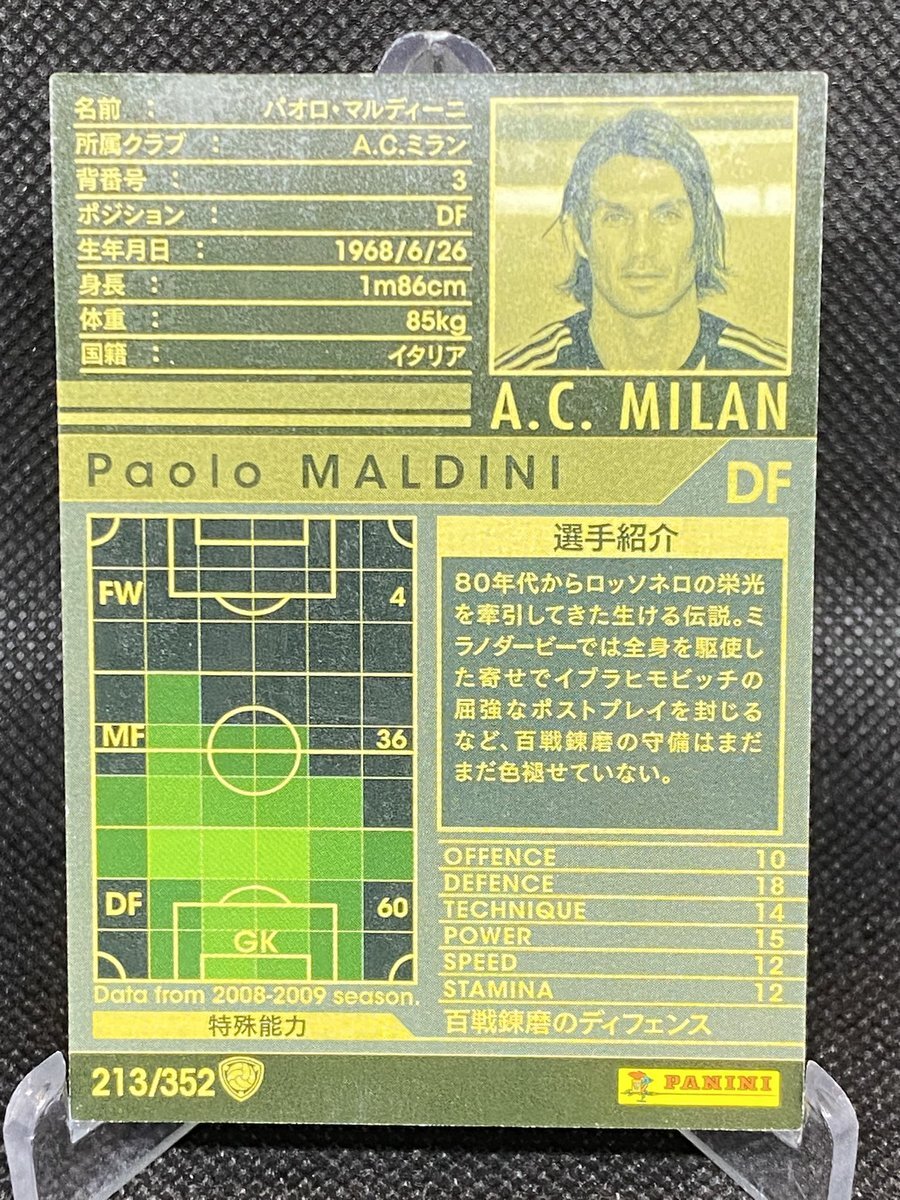 名前 : パオロ・マルディーニ
所属クラブ : A.C.ミラン
背番号 : 3
ポジション : DF
生年月日 : 1968/6/26
身長 : 1m86cm
体重 : 85kg
国籍 : イタリア
A.C. MILAN
Paolo MALDINI
DF
FW 4
MF 36
DF 60
GK
Data from 2008-2009 season.
選手紹介
80年代からロッソネロの栄光
を牽引してきた生ける伝説。ミ
ラノダービーでは全身を駆使し
た寄せでイブラヒモビッチの
屈強なポストプレイを封じる
など、百戦錬磨の守備はまだ
まだ色褪せていない。
OFFENCE 10
DEFENCE 18
TECHNIQUE 14
POWER 15
SPEED 12
STAMINA 12
特殊能力 百戦錬磨のディフェンス
213/352
PANINI